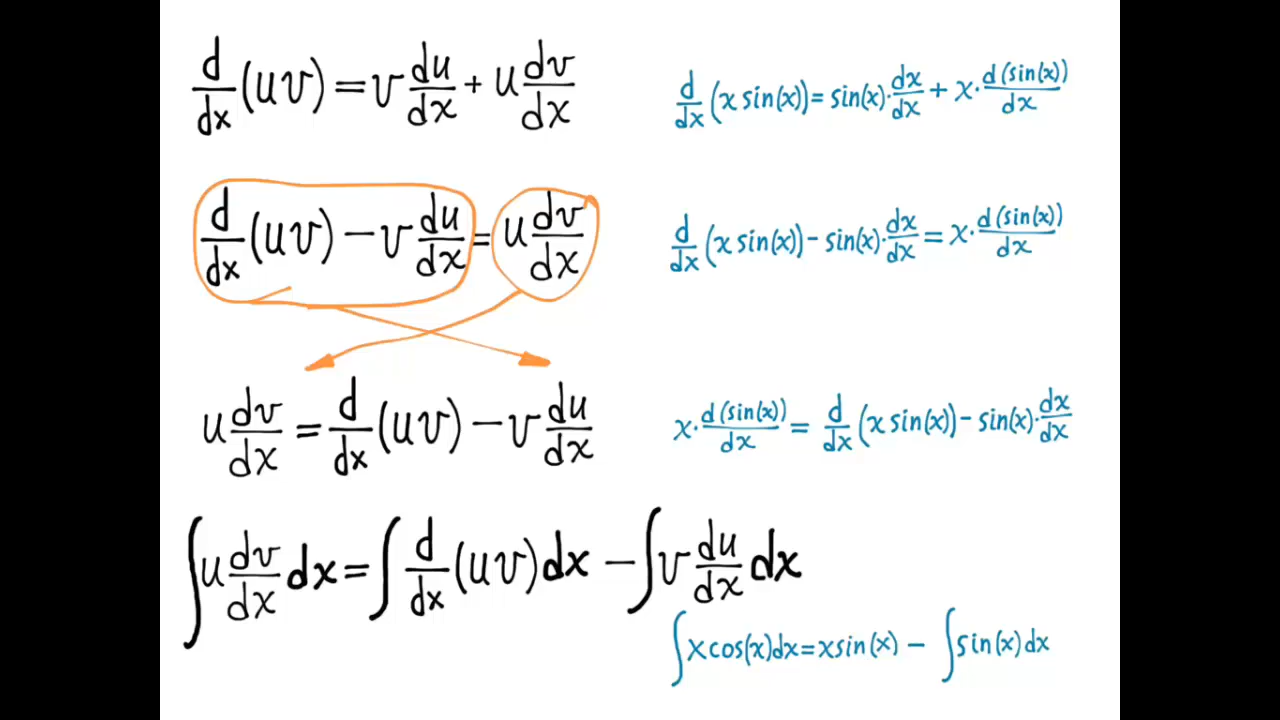 d/dx (uv) = v du/dx + u dv/dx
d/dx (x sin(x)) = sin(x)·dx/dx + x·d(sin(x))/dx
d/dx (uv) − v du/dx = u dv/dx
d/dx (x sin(x)) − sin(x)·dx/dx = x·d(sin(x))/dx
u dv/dx = d/dx (uv) − v du/dx
x·d(sin(x))/dx = d/dx (x sin(x)) − sin(x)·dx/dx
∫u dv/dx dx = ∫ d/dx (uv) dx − ∫v du/dx dx
∫x cos(x)dx = x sin(x) − ∫sin(x) dx